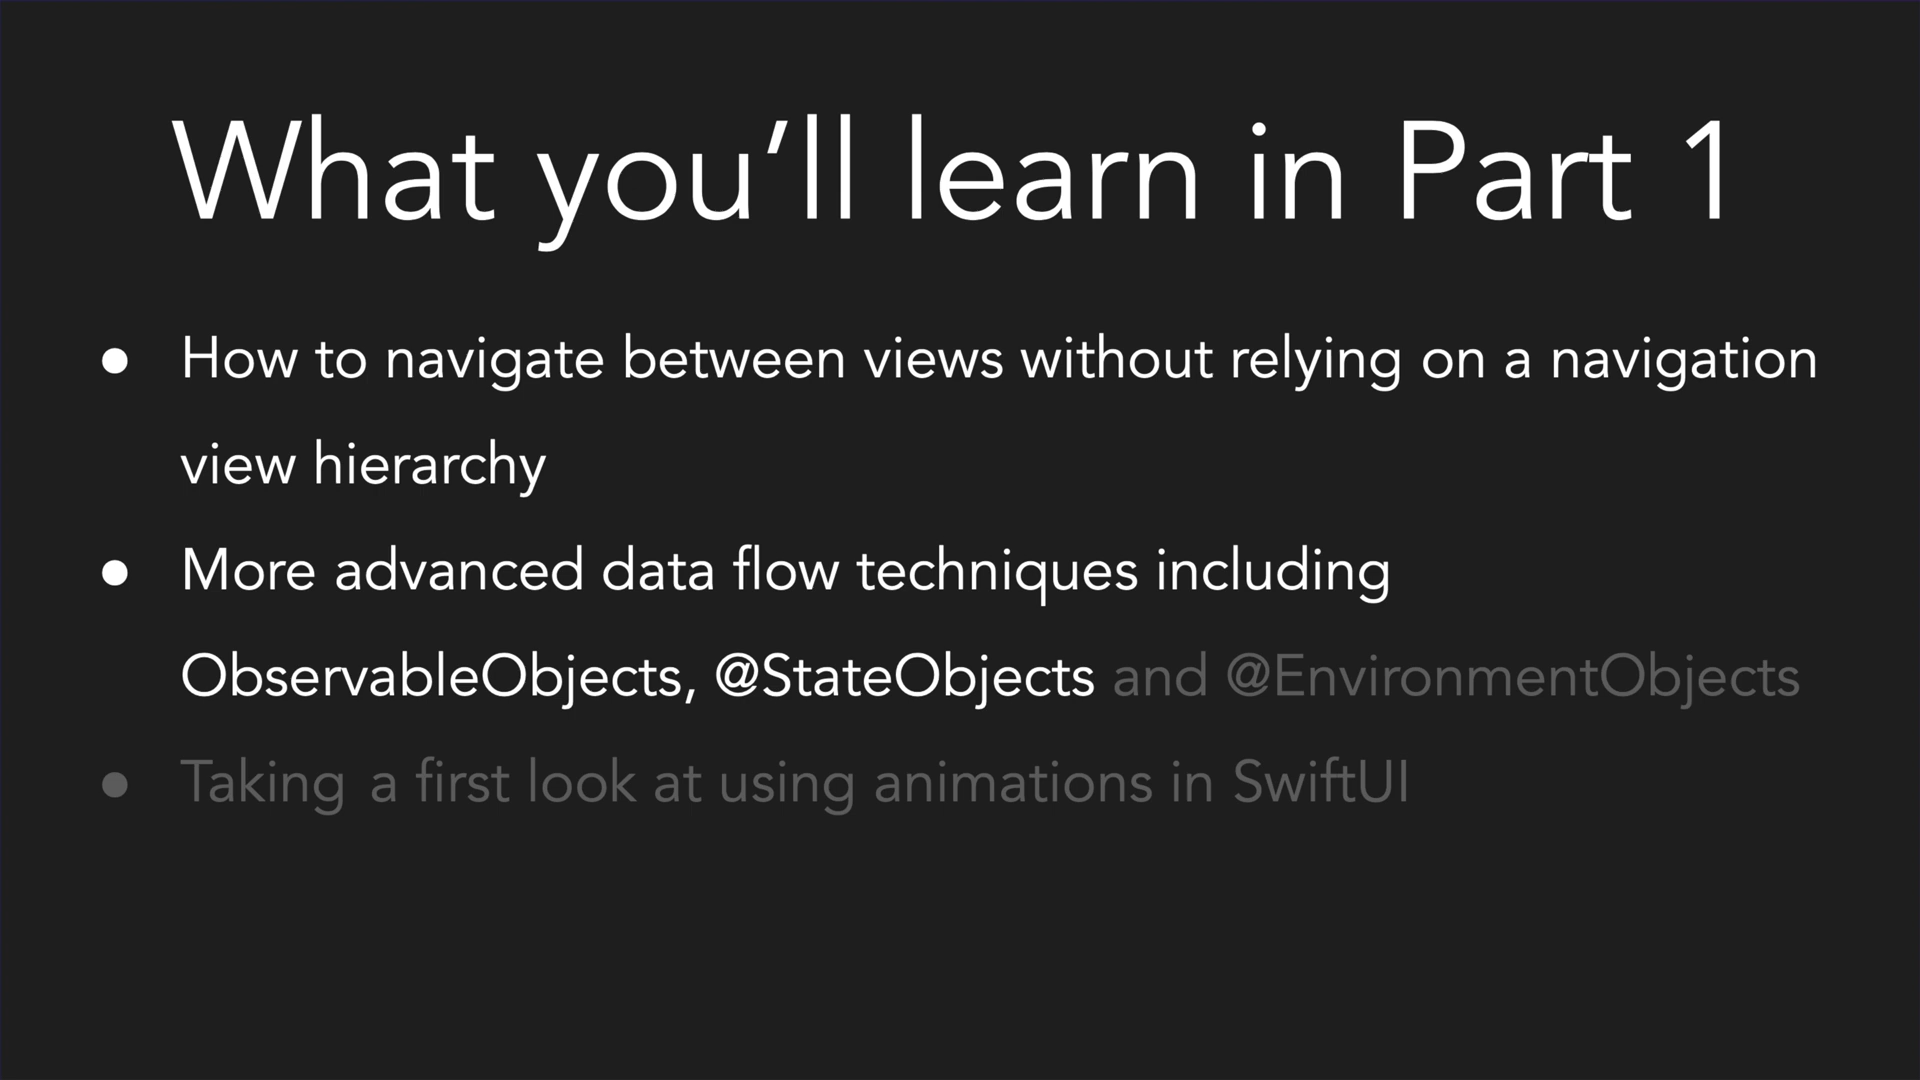 What you’ll learn in Part 1
● How to navigate between views without relying on a navigation
view hierarchy
● More advanced data flow techniques including
ObservableObjects, @StateObjects and @EnvironmentObjects
● Taking a first look at using animations in SwiftUI